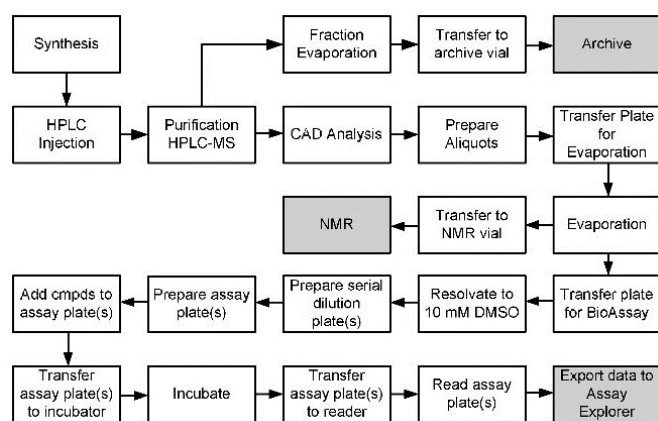 Synthesis
Fraction
Evaporation
Transfer to
archive vial
Archive
HPLC
Injection
Purification
HPLC-MS
CAD Analysis
Prepare
Aliquots
Transfer Plate
for
Evaporation
NMR
Transfer to
NMR vial
Evaporation
Add cmpds to
assay plate(s)
Prepare assay
plate(s)
Prepare serial
dilution
plate(s)
Resolvate to
10 mM DMSO
Transfer plate
for BioAssay
Transfer
assay plate(s)
to incubator
Incubate
Transfer
assay plate(s)
to reader
Read assay
plate(s)
Export data to
Assay
Explorer